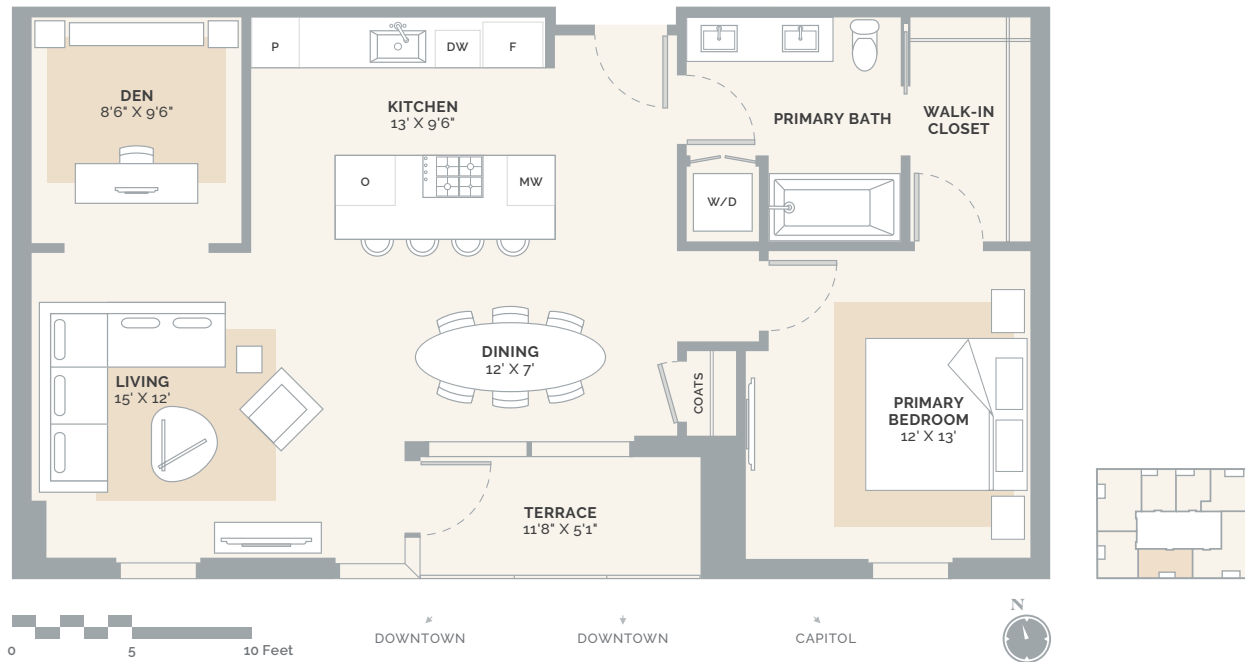 P
DW
F
DEN
8'6" X 9'6"
KITCHEN
13' X 9'6"
PRIMARY BATH
WALK-IN
CLOSET
O
MW
W/D
DINING
12' X 7'
LIVING
15' X 12'
COATS
PRIMARY
BEDROOM
12' X 13'
TERRACE
11'8" X 5'1"
0
5
10 Feet
DOWNTOWN
DOWNTOWN
CAPITOL
N